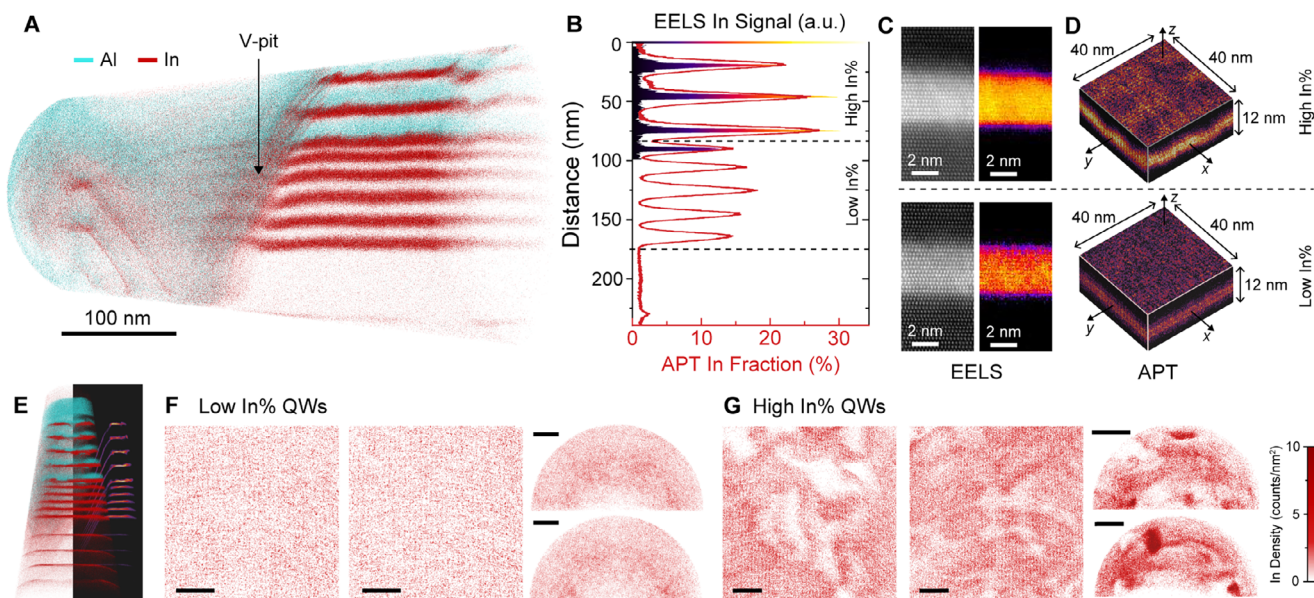 A
Al
In
V-pit
100 nm
B
EELS In Signal (a.u.)
0
50
100
150
200
Distance (nm)
High In%
Low In%
0
10
20
30
APT In Fraction (%)
C
2 nm
2 nm
2 nm
2 nm
EELS
D
z
40 nm
40 nm
12 nm
y
x
High In%
z
40 nm
40 nm
12 nm
y
x
Low In%
APT
E
F Low In% QWs
G High In% QWs
10
5
0
In Density (counts/nm²)